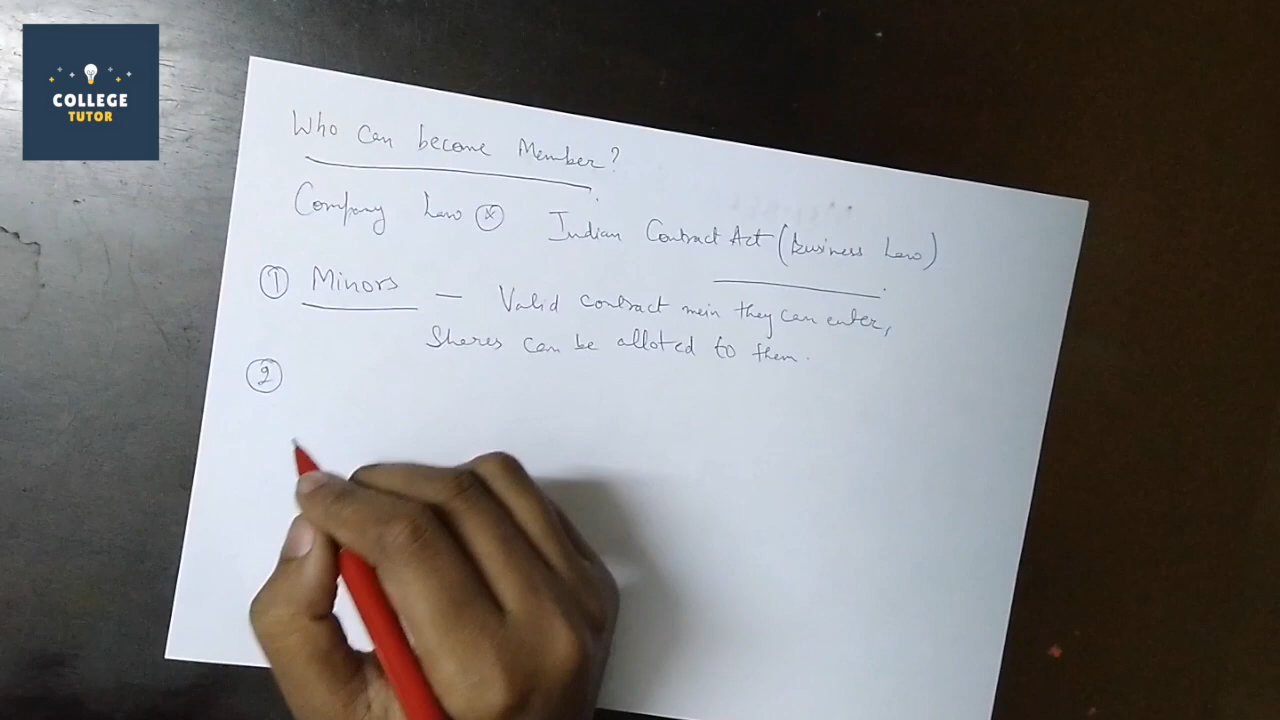 COLLEGE
TUTOR
Who can become Member?
Company Law ⓧ Indian Contract Act (Business Law)
① Minors — Valid contract mein they can enter,
Shares can be alloted to them.
②